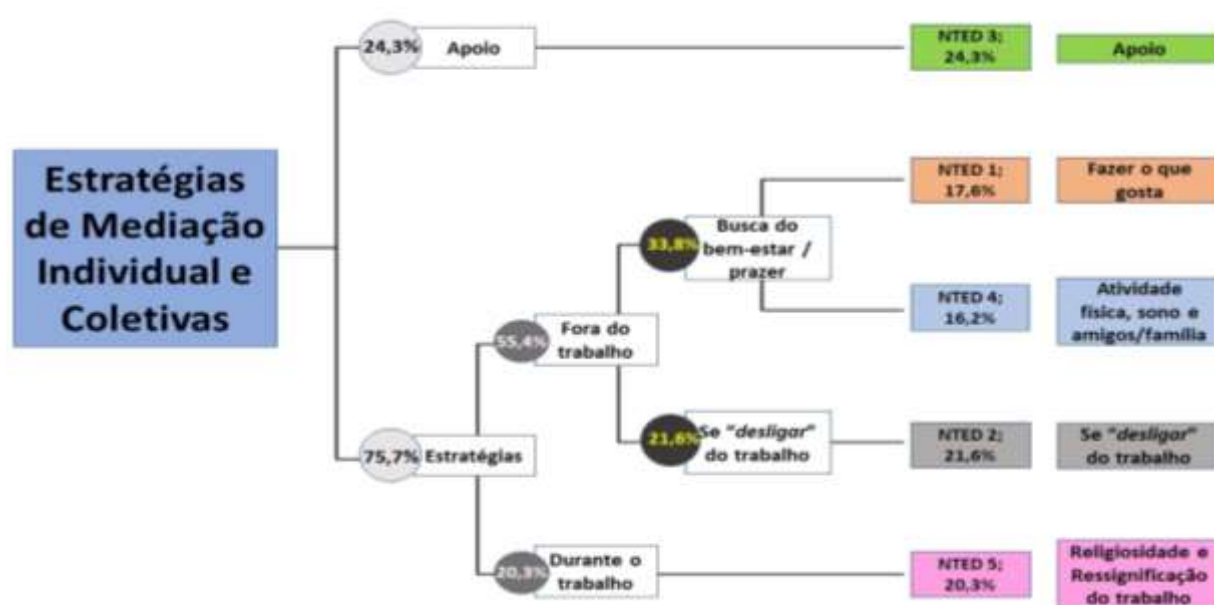 24,3%
Apoio
NTED 3;
24,3%
Apoio
Estratégias
de Mediação
Individual e
Coletivas
NTED 1;
17,6%
Fazer o que
gosta
33,8%
Busca do
bem-estar /
prazer
NTED 4;
16,2%
Atividade
física, sono e
amigos/família
55,4%
Fora do
trabalho
21,6%
Se "desligar"
do trabalho
NTED 2;
21,6%
Se "desligar"
do trabalho
75,7%
Estratégias
20,3%
Durante o
trabalho
NTED 5;
20,3%
Religiosidade e
Ressignificação
do trabalho